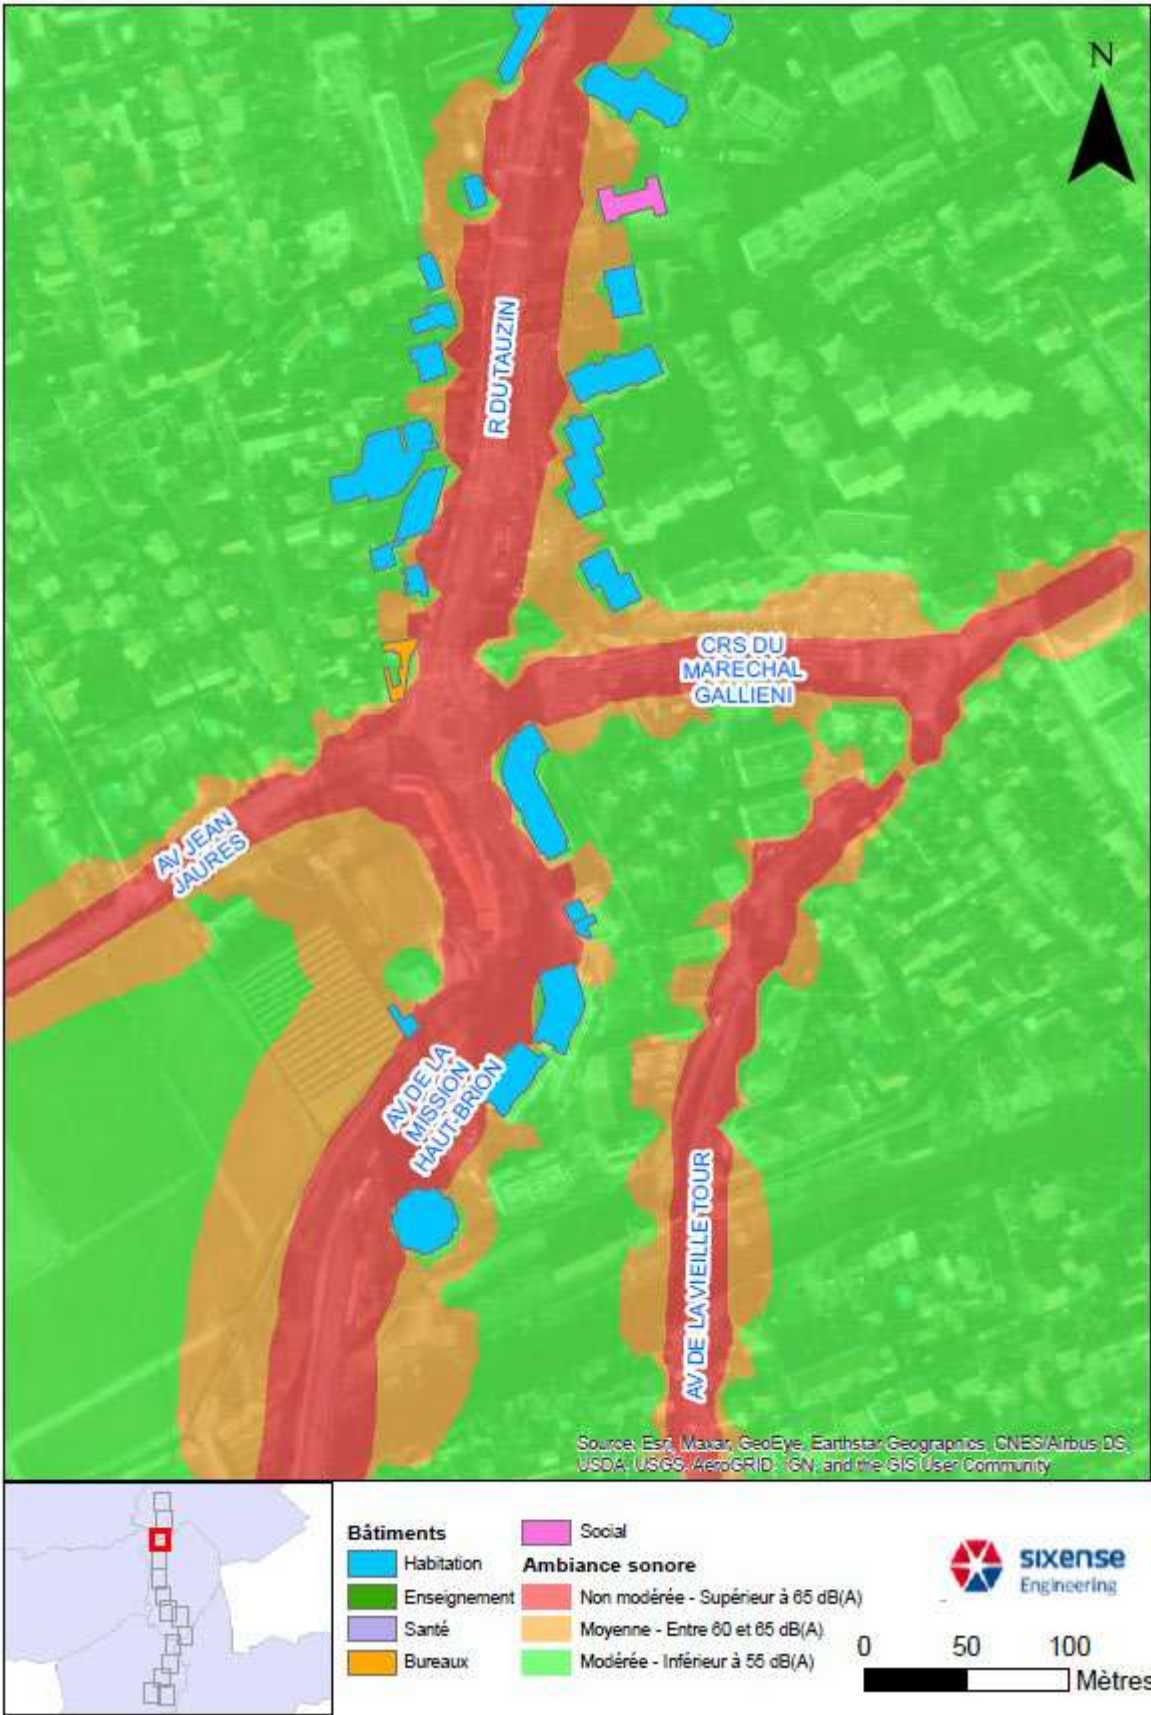 N
R DU TAUZIN
CRS DU
MARECHAL
GALLIENI
AV JEAN
JAURES
AV DE LA
MISSION
HAUT-BRION
AV DE LA VIEILLE TOUR
Source: Esri, Maxar, GeoEye, Earthstar Geographics, CNES/Airbus DS,
USDA, USGS, AeroGRID, IGN, and the GIS User Community
Bâtiments
Habitation
Enseignement
Santé
Bureaux
Social
Ambiance sonore
Non modérée - Supérieur à 65 dB(A)
Moyenne - Entre 60 et 65 dB(A)
Modérée - Inférieur à 55 dB(A)
sixense
Engineering
0 50 100
Mètres